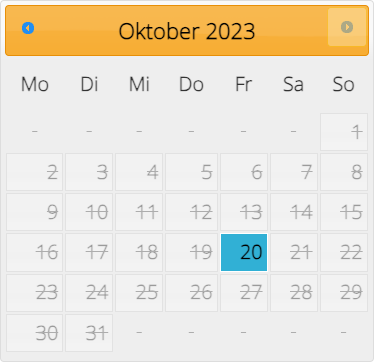 Oktober 2023
Mo Di Mi Do Fr Sa So
- - - - - - 1
2 3 4 5 6 7 8
9 10 11 12 13 14 15
16 17 18 19 20 21 22
23 24 25 26 27 28 29
30 31 - - - - -